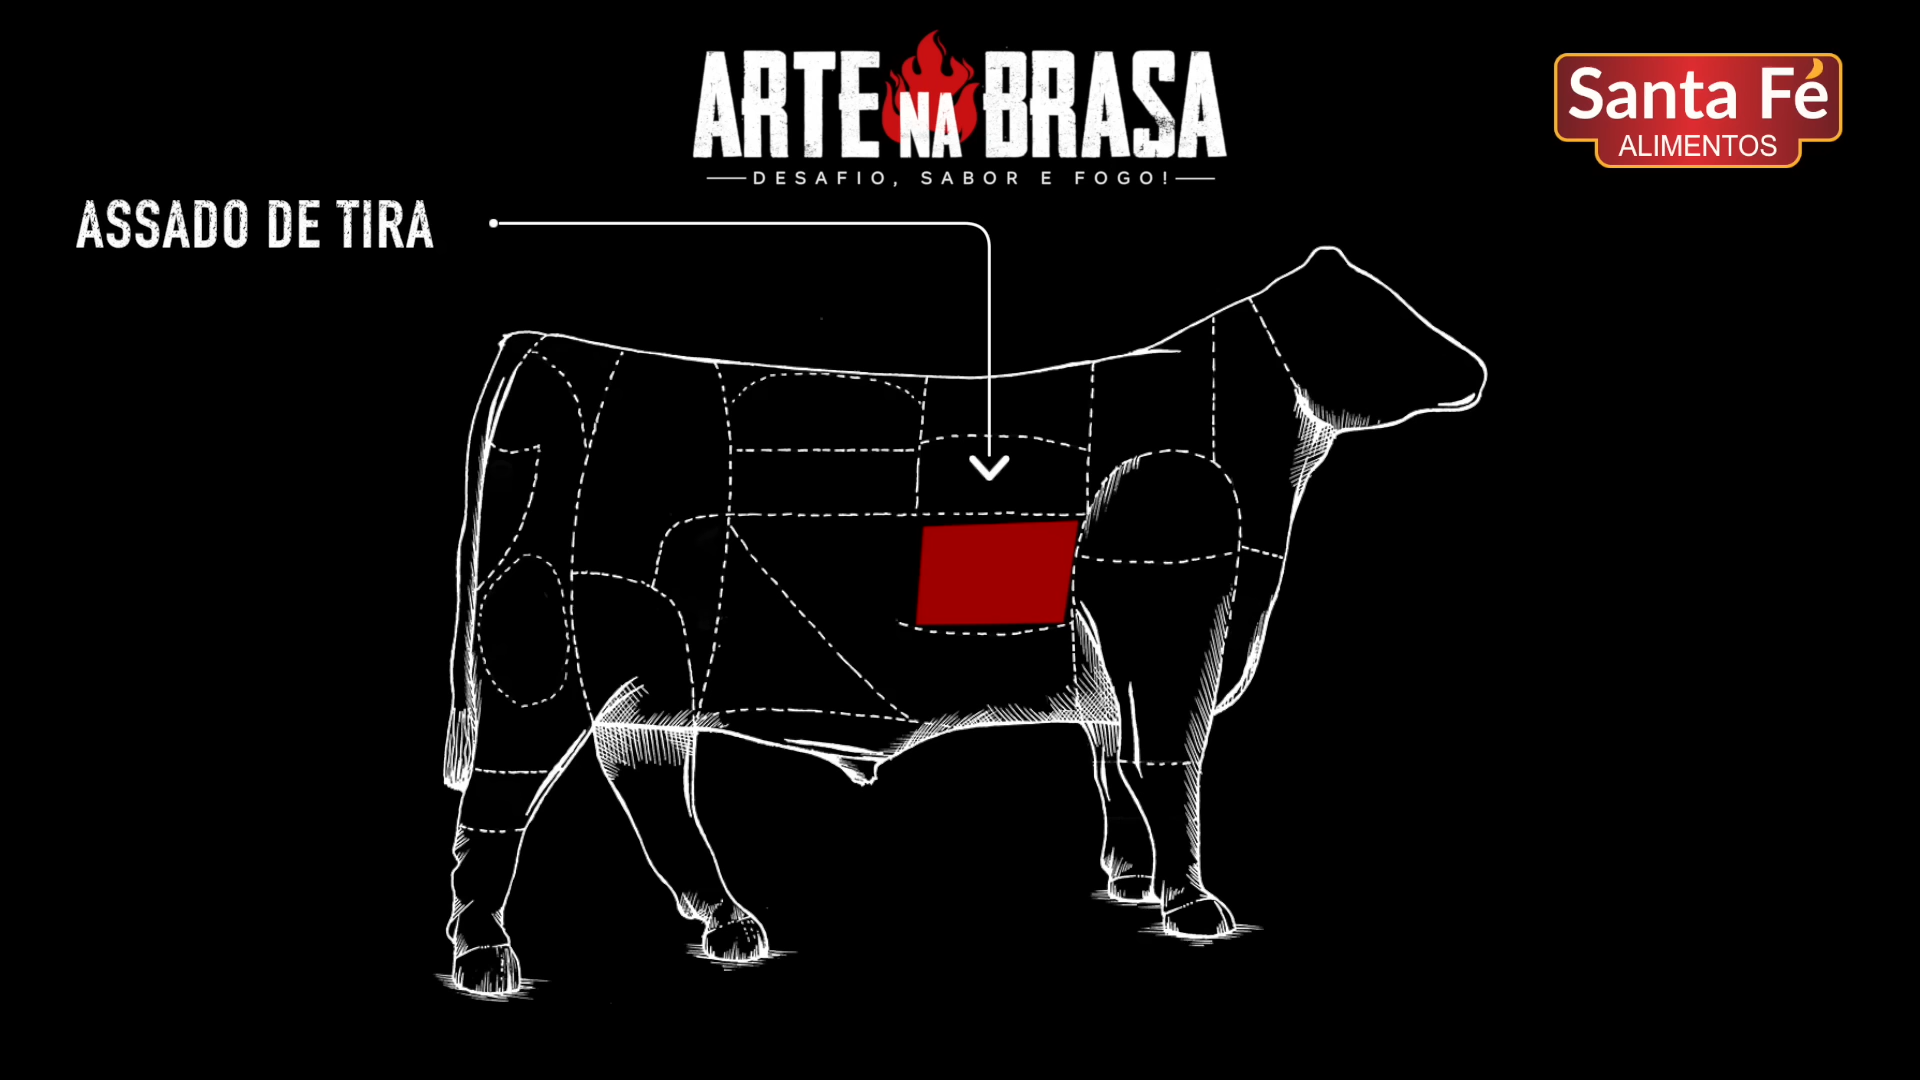 ARTE NA BRASA
DESAFIO, SABOR E FOGO!
Santa Fé
ALIMENTOS
ASSADO DE TIRA